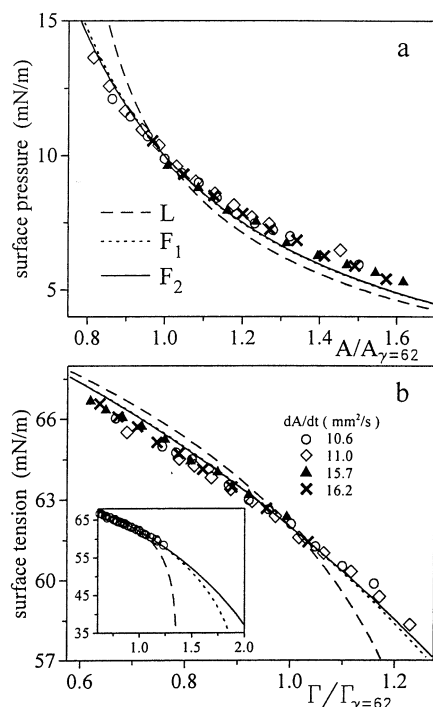 15
a
surface pressure (mN/m)
10
L
F1
F2
5
0.8 1.0 1.2 1.4 1.6
A/Aγ=62
b
66
dA/dt ( mm²/s)
10.6
11.0
15.7
16.2
surface tension (mN/m)
63
65
55
45
35
1.0 1.5 2.0
60
57
0.6 0.8 1.0 1.2
Γ/Γγ=62